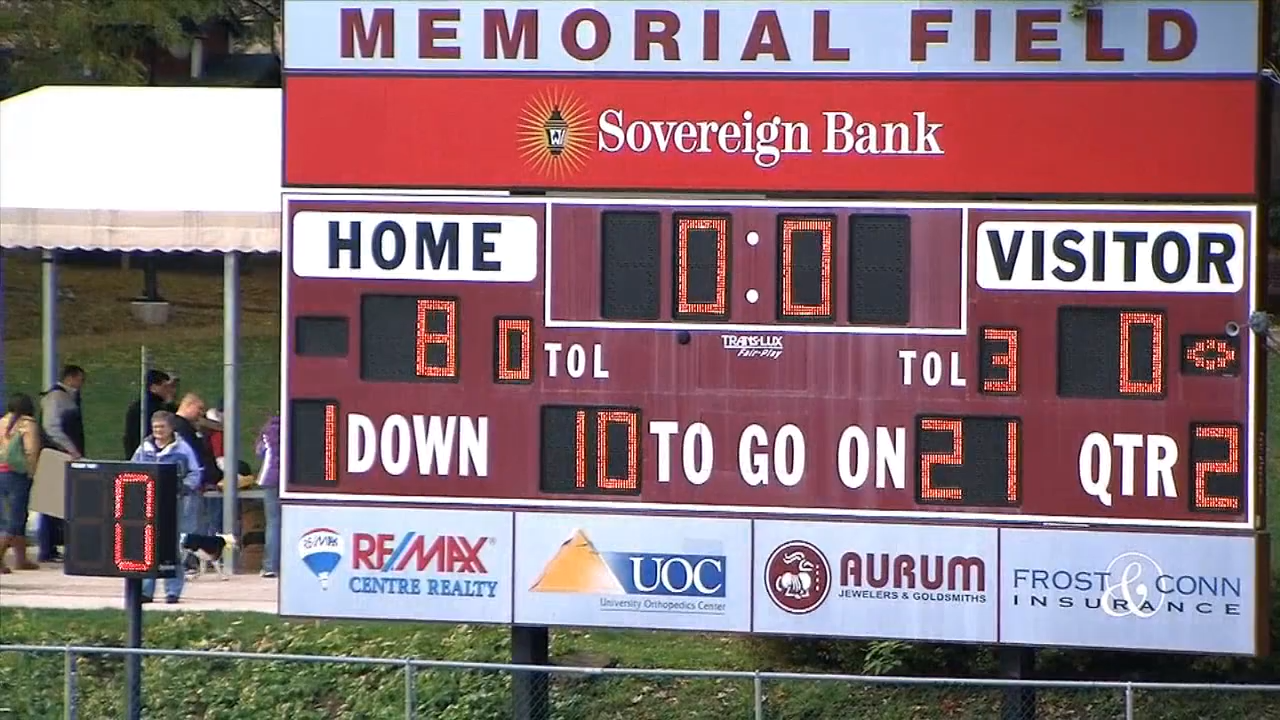 MEMORIAL FIELD
Sovereign Bank
HOME 0:0 VISITOR
8 0 TOL TRANS-LUX Fair-Play TOL 3 0
1 DOWN 10 TO GO ON 21 QTR 2
0
RE/MAX RE/MAX® CENTRE REALTY
UOC University Orthopedics Center
AURUM JEWELERS & GOLDSMITHS
FROST & CONN INSURANCE